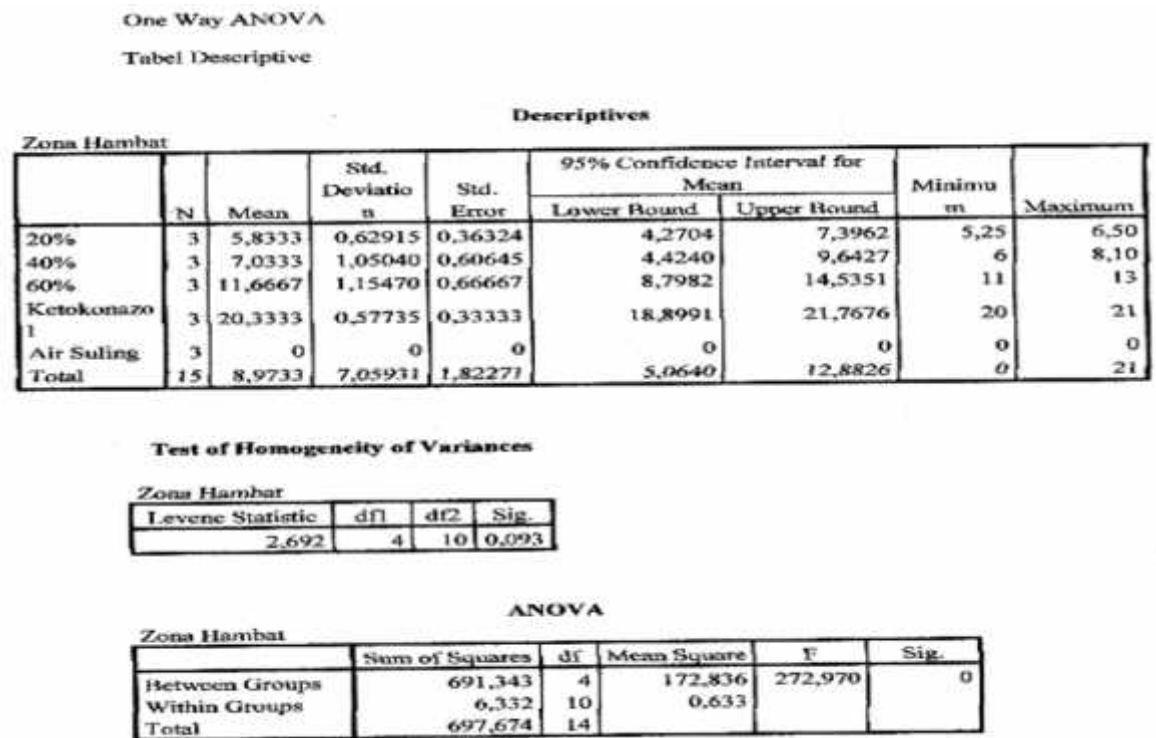 One Way ANOVA
Tabel Descriptive
Descriptives
Zona Hambat
N Mean Std. Deviatio n Std. Error 95% Confidence Interval for Mean Lower Bound Upper Bound Minimu m Maximum
20% 3 5,8333 0,62915 0,36324 4,2704 7,3962 5,25 6,50
40% 3 7,0333 1,05040 0,60645 4,4240 9,6427 6 8,10
60% 3 11,6667 1,15470 0,66667 8,7982 14,5351 11 13
Ketokonazo l 3 20,3333 0,57735 0,33333 18,8991 21,7676 20 21
Air Suling 3 0 0 0 0 0 0 0
Total 15 8,9733 7,05931 1,82271 5,0640 12,8826 0 21
Test of Homogeneity of Variances
Zona Hambat
Levene Statistic df1 df2 Sig.
2,692 4 10 0,093
ANOVA
Zona Hambat
Sum of Squares df Mean Square F Sig.
Between Groups 691,343 4 172,836 272,970 0
Within Groups 6,332 10 0,633
Total 697,674 14